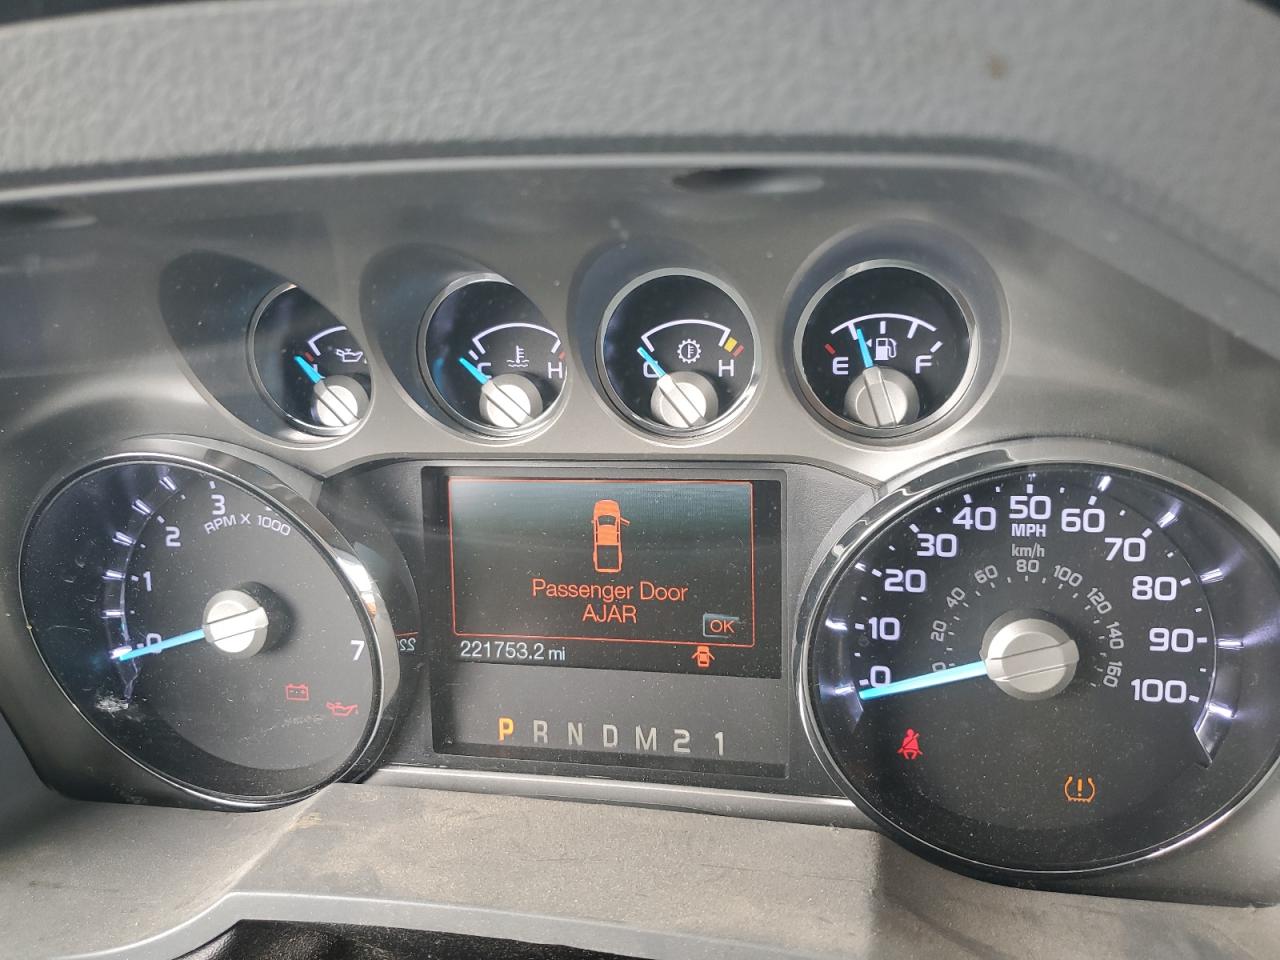 C H
C H
E F
0 1 2 3 7
RPM X 1000
Passenger Door
AJAR
OK
221753.2 mi
P R N D M 2 1
0 10 20 30 40 50 60 70 80 90 100
MPH
km/h
0 20 40 60 80 100 120 140 160